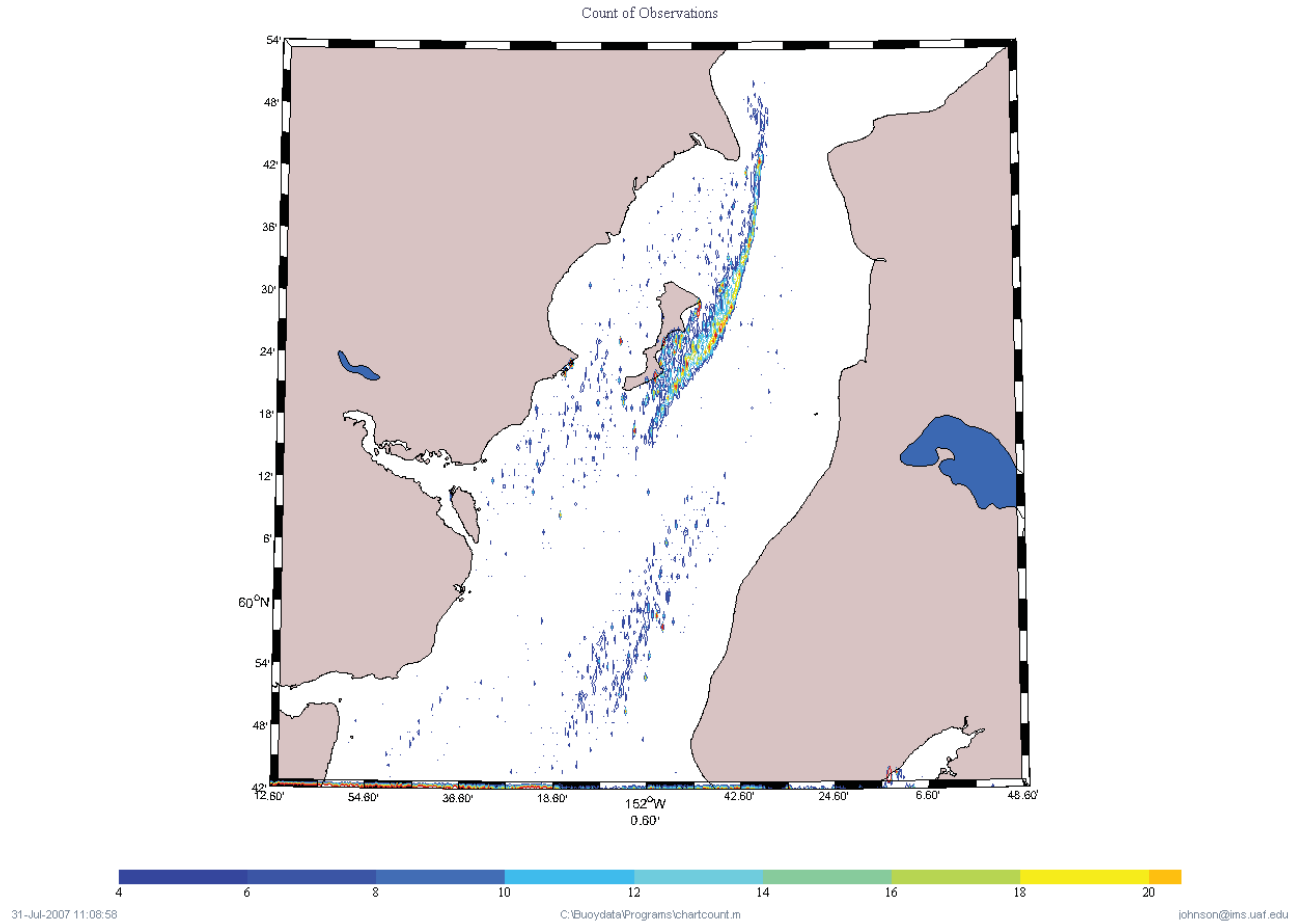 Count of Observations
54'
48'
42'
36'
30'
24'
18'
12'
6'
60°N
54'
48'
42'
12.60' 54.60' 36.60' 18.60' 152°W 42.60' 24.60' 6.60' 48.60'
0.60'
4 6 8 10 12 14 16 18 20
31-Jul-2007 11:08:58 C:\Buoydata\Programs\chartcount.m johnson@ims.uaf.edu